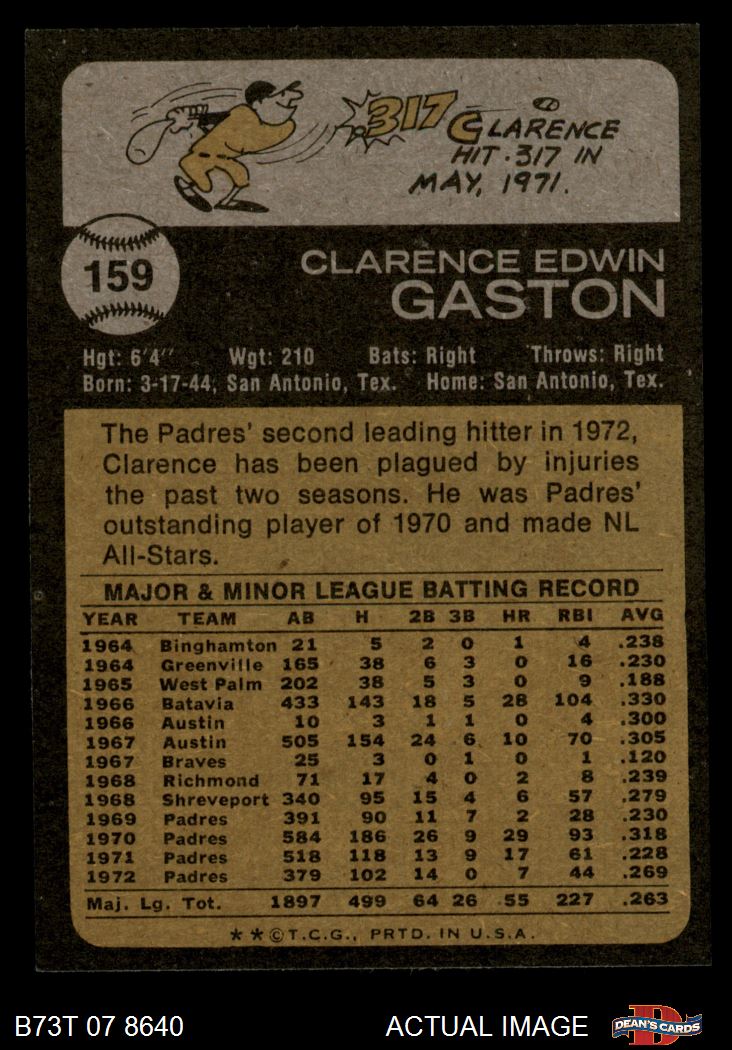 .317 CLARENCE
HIT .317 IN
MAY, 1971.
159
CLARENCE EDWIN
GASTON
Hgt: 6'4" Wgt: 210 Bats: Right Throws: Right
Born: 3-17-44, San Antonio, Tex. Home: San Antonio, Tex.
The Padres' second leading hitter in 1972,
Clarence has been plagued by injuries
the past two seasons. He was Padres'
outstanding player of 1970 and made NL
All-Stars.
MAJOR & MINOR LEAGUE BATTING RECORD
YEAR TEAM AB H 2B 3B HR RBI AVG
1964 Binghamton 21 5 2 0 1 4 .238
1964 Greenville 165 38 6 3 0 16 .230
1965 West Palm 202 38 5 3 0 9 .188
1966 Batavia 433 143 18 5 28 104 .330
1966 Austin 10 3 1 1 0 4 .300
1967 Austin 505 154 24 6 10 70 .305
1967 Braves 25 3 0 1 0 1 .120
1968 Richmond 71 17 4 0 2 8 .239
1968 Shreveport 340 95 15 4 6 57 .279
1969 Padres 391 90 11 7 2 28 .230
1970 Padres 584 186 26 9 29 93 .318
1971 Padres 518 118 13 9 17 61 .228
1972 Padres 379 102 14 0 7 44 .269
Maj. Lg. Tot. 1897 499 64 26 55 227 .263
**©T.C.G., PRTD. IN U.S.A.
B73T 07 8640 ACTUAL IMAGE DEAN'S CARDS